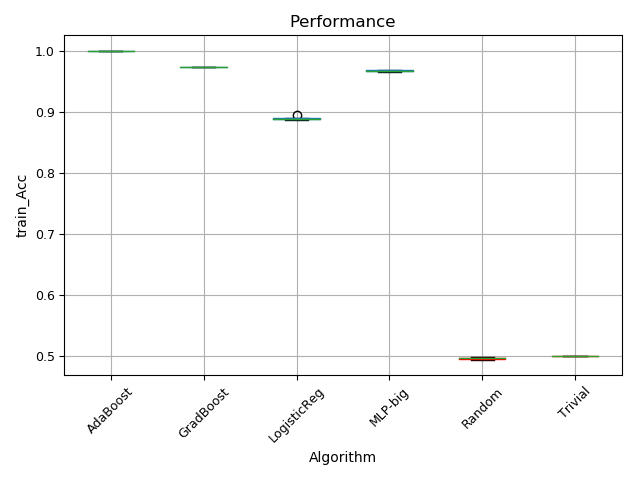 Performance
train_Acc
1.0
0.9
0.8
0.7
0.6
0.5
AdaBoost
GradBoost
LogisticReg
MLP-big
Random
Trivial
Algorithm